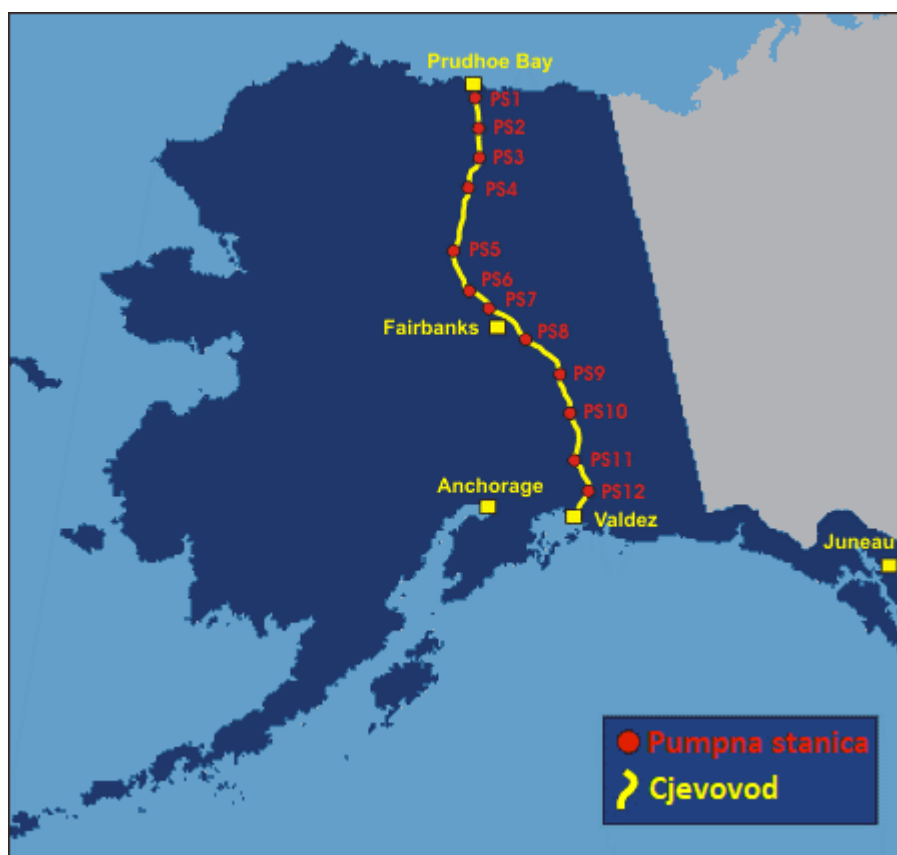 Prudhoe Bay
PS1
PS2
PS3
PS4
PS5
PS6
PS7
Fairbanks
PS8
PS9
PS10
PS11
Anchorage
PS12
Valdez
Juneau
Pumpna stanica
Cjevovod